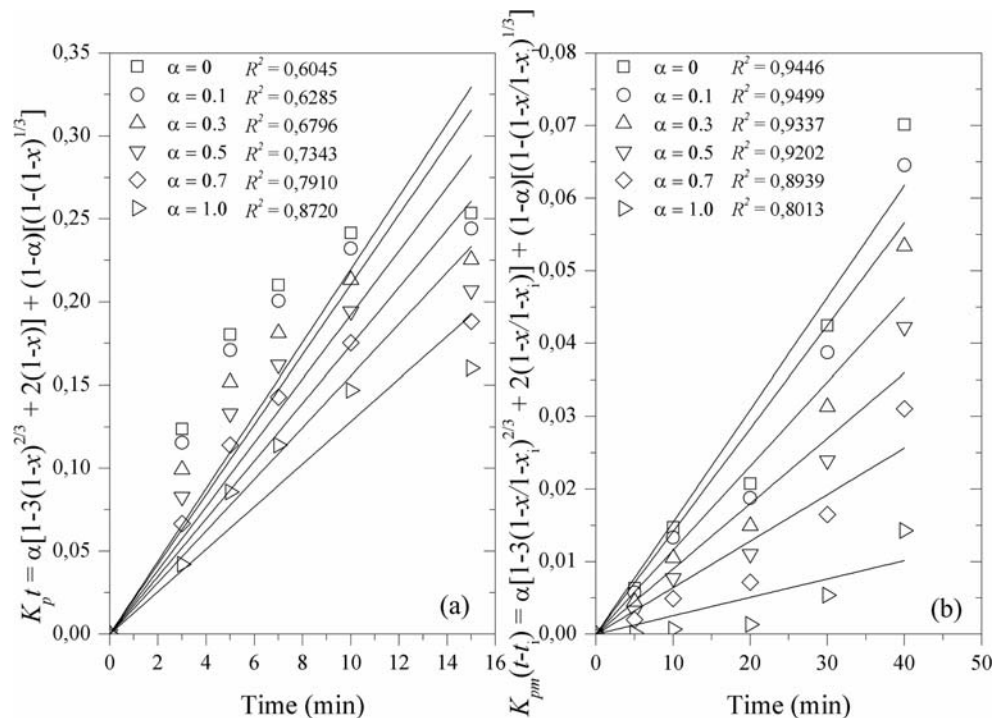 K_p t = α[1-3(1-x)^2/3 + 2(1-x)] + (1-α)[(1-(1-x)^1/3]
0,35
0,30
0,25
0,20
0,15
0,10
0,05
0,00
α = 0 R² = 0,6045
α = 0.1 R² = 0,6285
α = 0.3 R² = 0,6796
α = 0.5 R² = 0,7343
α = 0.7 R² = 0,7910
α = 1.0 R² = 0,8720
(a)
0 2 4 6 8 10 12 14 16
Time (min)
K_pm(t-t_i) = α[1-3(1-x/1-x_i)^2/3 + 2(1-x/1-x_i)] + (1-α)[(1-(1-x/1-x_i)^1/3]
0,08
0,07
0,06
0,05
0,04
0,03
0,02
0,01
0,00
α = 0 R² = 0,9446
α = 0.1 R² = 0,9499
α = 0.3 R² = 0,9337
α = 0.5 R² = 0,9202
α = 0.7 R² = 0,8939
α = 1.0 R² = 0,8013
(b)
0 10 20 30 40 50
Time (min)